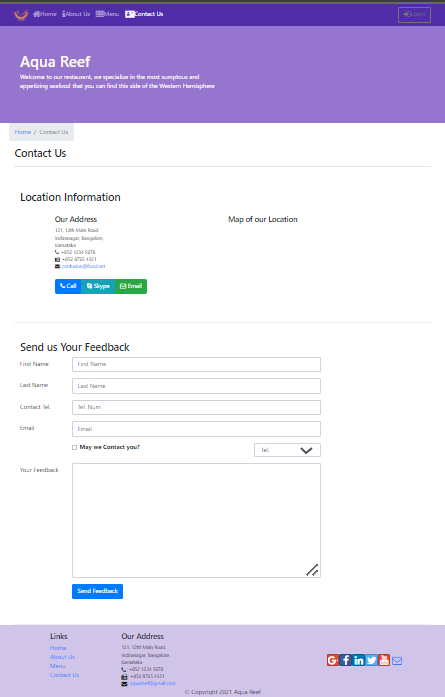 Home About Us Menu Contact Us Login
Aqua Reef
Welcome to our restaurant, we specialize in the most sumptous and
appetizing seafood that you can find this side of the Western Hemisphere
Home / Contact Us
Contact Us
Location Information
Our Address
Map of our Location
121, 12th Main Road
Indiranagar, Bangalore,
Karnataka
+852 1234 5678
+852 8765 4321
confusion@food.net
Call Skype Email
Send us Your Feedback
First Name First Name
Last Name Last Name
Contact Tel. Tel. Num
Email Email
May we Contact you? Tel.
Your Feedback
Send Feedback
Links
Home
About Us
Menu
Contact Us
Our Address
121, 12th Main Road
Indiranagar, Bangalore,
Karnataka
+852 1234 5678
+852 8765 4321
aquareef@gmail.com
© Copyright 2021 Aqua Reef